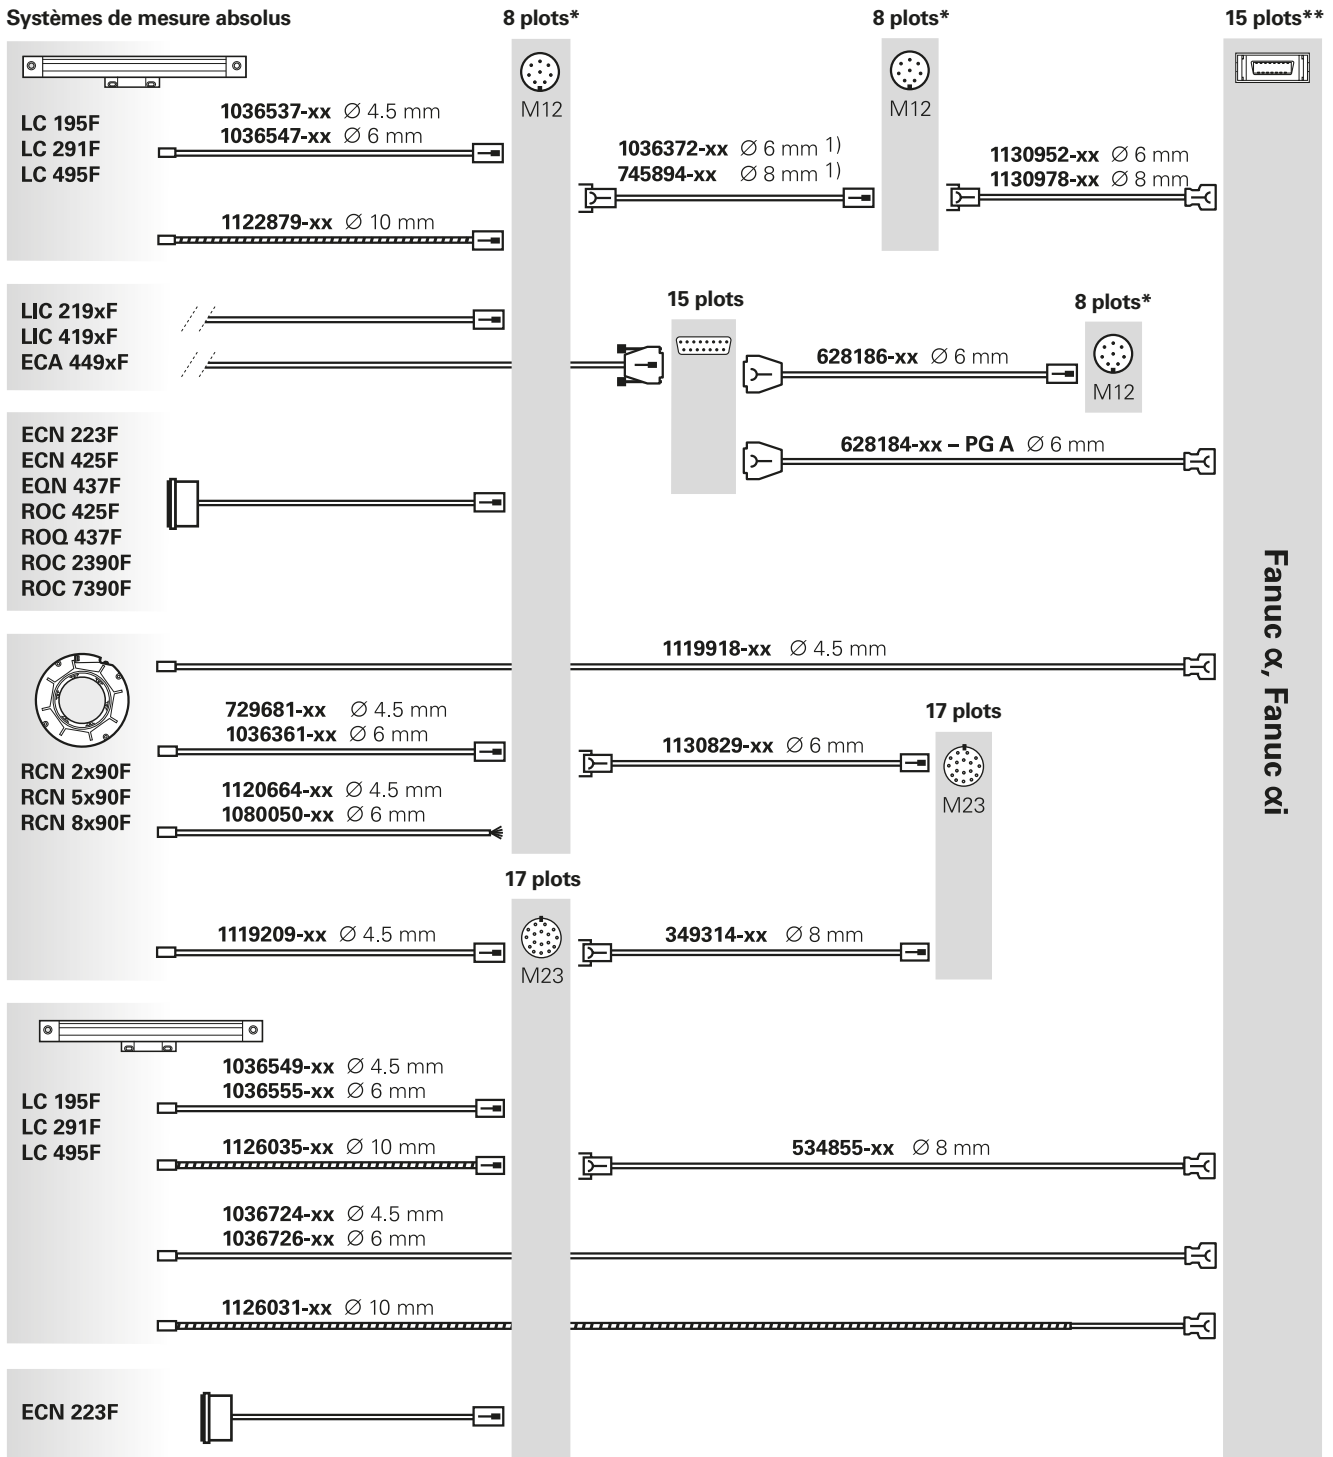 Systèmes de mesure absolus
8 plots*
8 plots*
15 plots**
M12
M12
LC 195F
LC 291F
LC 495F
1036537-xx Ø 4.5 mm
1036547-xx Ø 6 mm
1036372-xx Ø 6 mm 1)
745894-xx Ø 8 mm 1)
1130952-xx Ø 6 mm
1130978-xx Ø 8 mm
1122879-xx Ø 10 mm
LIC 219xF
LIC 419xF
ECA 449xF
15 plots
8 plots*
628186-xx Ø 6 mm
M12
ECN 223F
ECN 425F
EQN 437F
ROC 425F
ROQ 437F
ROC 2390F
ROC 7390F
628184-xx – PG A Ø 6 mm
Fanuc α, Fanuc αi
1119918-xx Ø 4.5 mm
RCN 2x90F
RCN 5x90F
RCN 8x90F
729681-xx Ø 4.5 mm
1036361-xx Ø 6 mm
17 plots
1130829-xx Ø 6 mm
M23
1120664-xx Ø 4.5 mm
1080050-xx Ø 6 mm
17 plots
1119209-xx Ø 4.5 mm
M23
349314-xx Ø 8 mm
LC 195F
LC 291F
LC 495F
1036549-xx Ø 4.5 mm
1036555-xx Ø 6 mm
1126035-xx Ø 10 mm
534855-xx Ø 8 mm
1036724-xx Ø 4.5 mm
1036726-xx Ø 6 mm
1126031-xx Ø 10 mm
ECN 223F